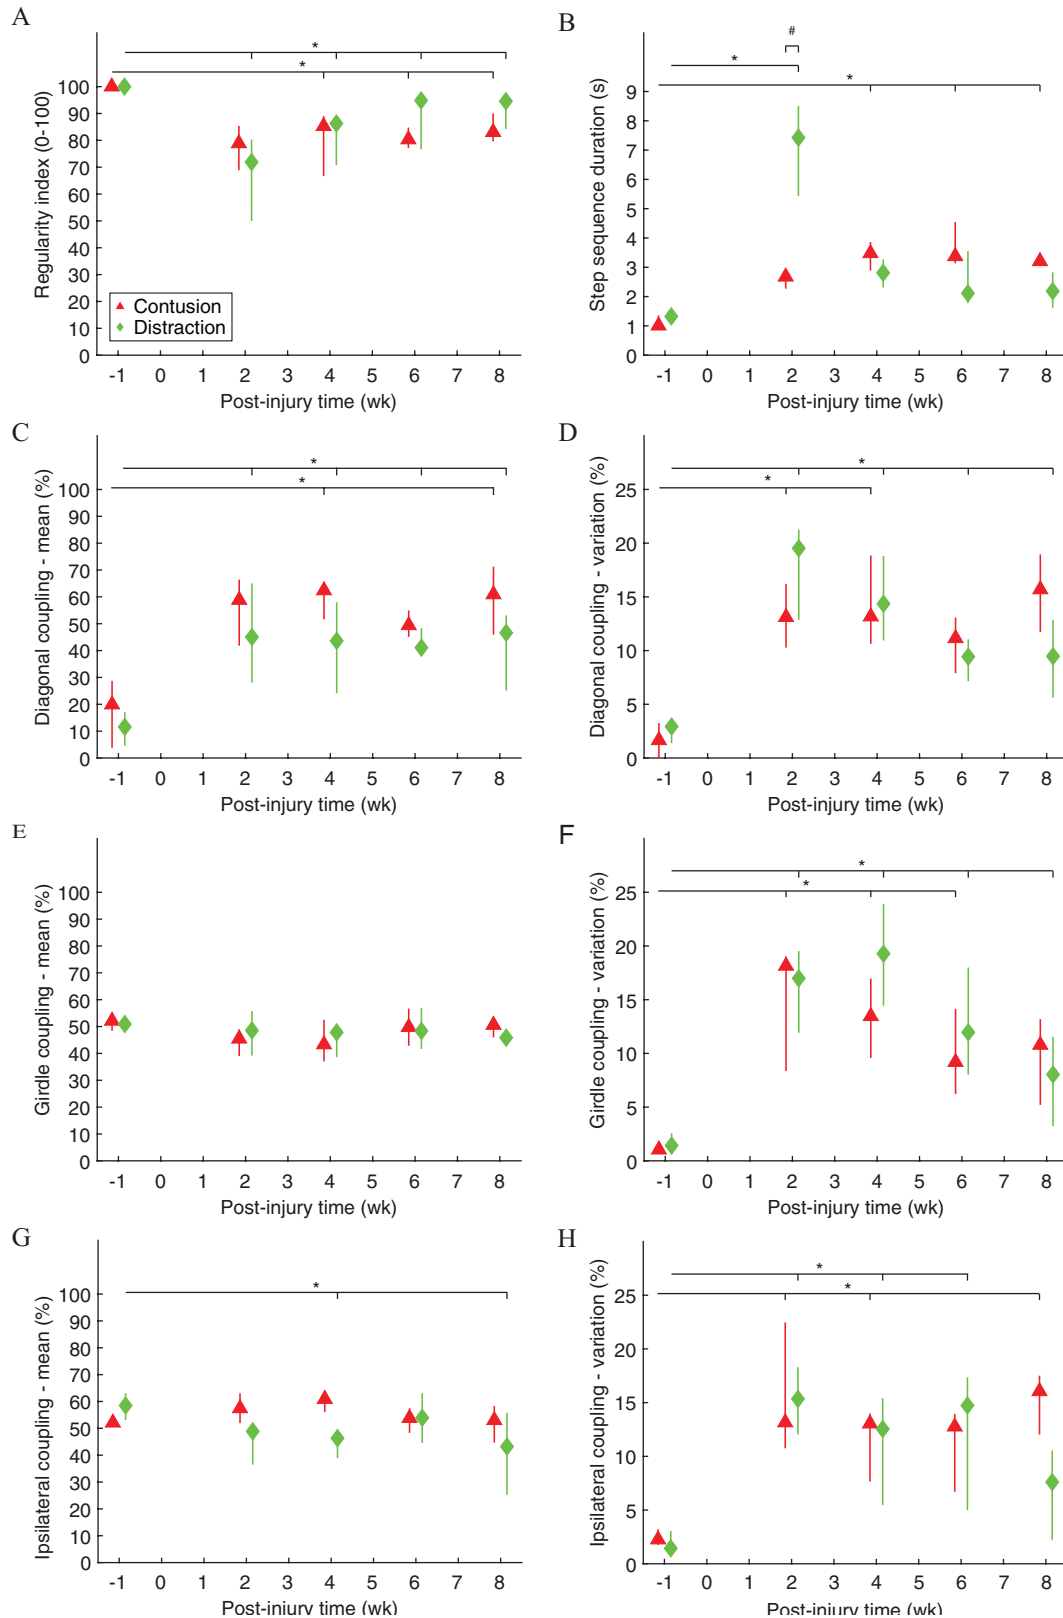 A
*
*
100
90
80
70
60
50
40
30
20
10
0
Regularity index (0-100)
Contusion
Distraction
-1 0 1 2 3 4 5 6 7 8
Post-injury time (wk)
B
#
*
*
9
8
7
6
5
4
3
2
1
0
Step sequence duration (s)
-1 0 1 2 3 4 5 6 7 8
Post-injury time (wk)
C
*
*
100
90
80
70
60
50
40
30
20
10
0
Diagonal coupling - mean (%)
-1 0 1 2 3 4 5 6 7 8
Post-injury time (wk)
D
*
*
25
20
15
10
5
0
Diagonal coupling - variation (%)
-1 0 1 2 3 4 5 6 7 8
Post-injury time (wk)
E
100
90
80
70
60
50
40
30
20
10
0
Girdle coupling - mean (%)
-1 0 1 2 3 4 5 6 7 8
Post-injury time (wk)
F
*
*
25
20
15
10
5
0
Girdle coupling - variation (%)
-1 0 1 2 3 4 5 6 7 8
Post-injury time (wk)
G
*
100
90
80
70
60
50
40
30
20
10
0
Ipsilateral coupling - mean (%)
-1 0 1 2 3 4 5 6 7 8
Post-injury time (wk)
H
*
*
25
20
15
10
5
0
Ipsilateral coupling - variation (%)
-1 0 1 2 3 4 5 6 7 8
Post-injury time (wk)